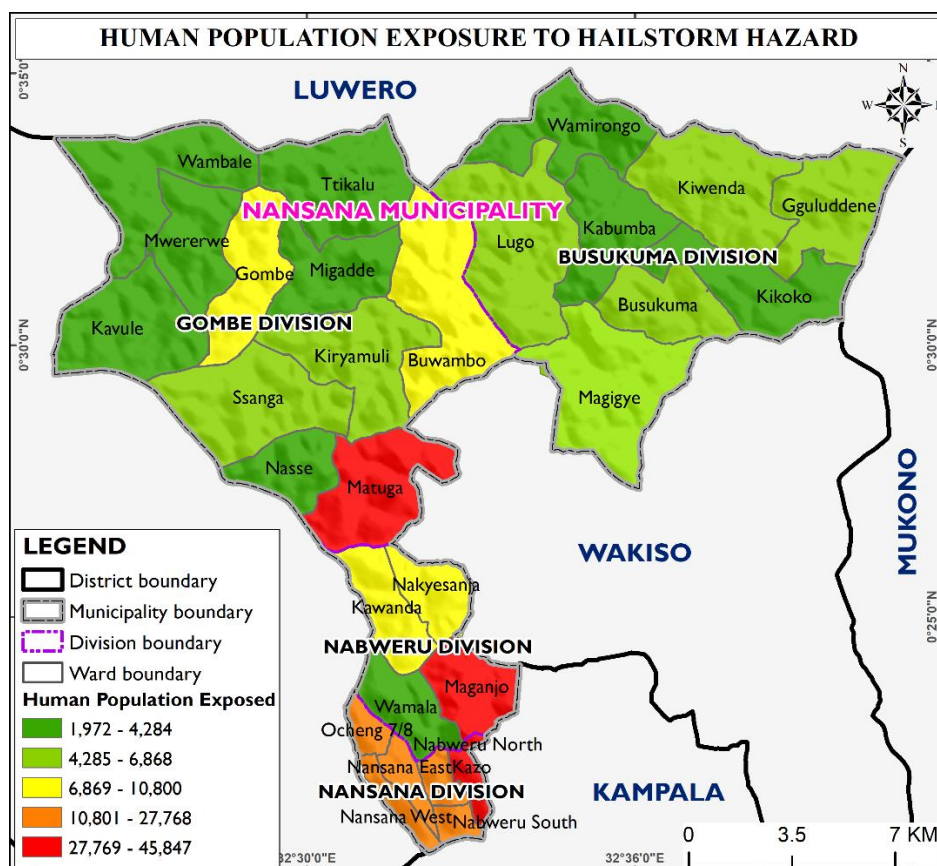 HUMAN POPULATION EXPOSURE TO HAILSTORM HAZARD
0°35'0"
LUWERO
N
W
S
Wamirongo
Wambale
Ttikalu
Kiwenda
Gguluddene
NANSANA MUNICIPALITY
Mwererwe
Gombe
Migadde
Lugo
Kabumba
BUSUKUMA DIVISION
Kavule
GOMBE DIVISION
Busukuma
Kikoko
0°30'0"N
0°30'0"N
Kiryamuli
Buwambo
Ssanga
Magigye
Nasse
Matuga
MUKONO
WAKISO
Nakyesanja
Kawanda
0°25'0"N
NABWERU DIVISION
Maganjo
Wamala
Ocheng 7/8
Nabweru North
Nansana East
Kazo
NANSANA DIVISION
KAMPALA
Nansana West
Nabweru South
LEGEND
District boundary
Municipality boundary
Division boundary
Ward boundary
Human Population Exposed
1,972 - 4,284
4,285 - 6,868
6,869 - 10,800
10,801 - 27,768
27,769 - 45,847
0 3.5 7 KM
32°30'0"E
32°36'0"E